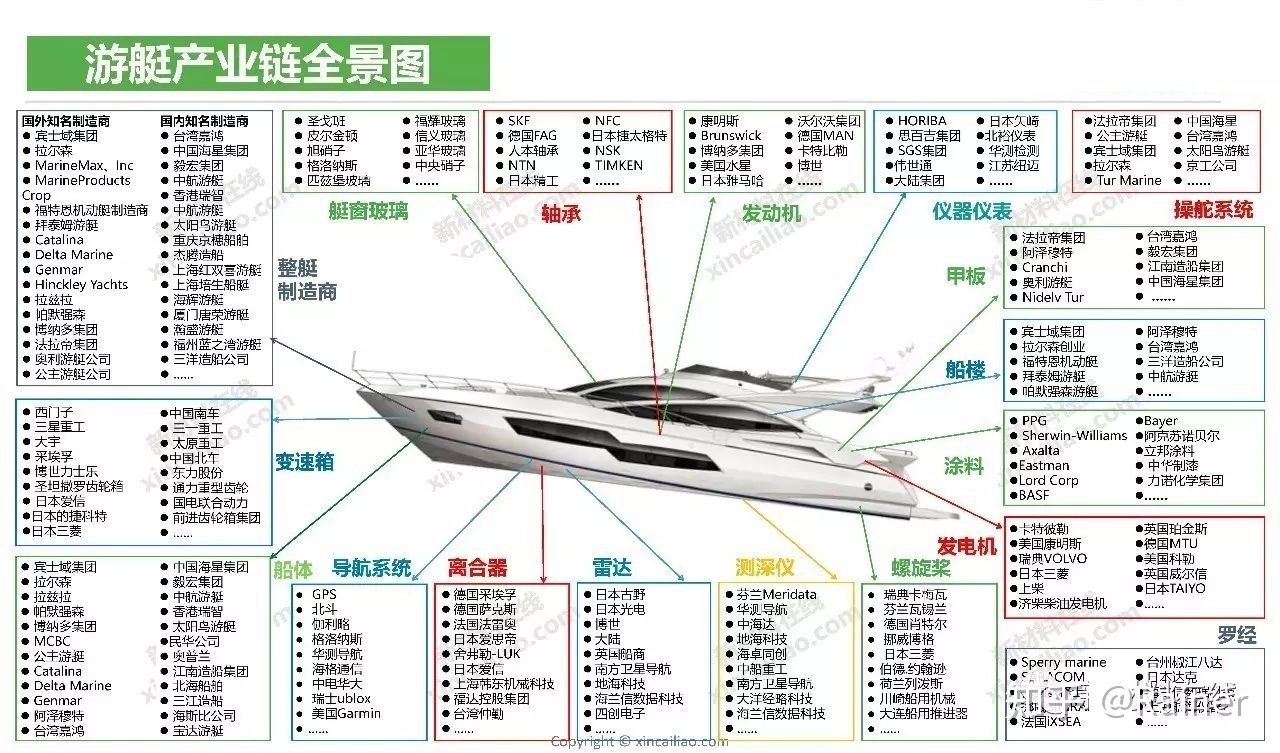 游艇产业链全景图
国外知名制造商
● 宾士域集团
● 拉尔森
● MarineMax、Inc
● MarineProducts
Crop
● 福特恩机动艇制造商
● 拜泰姆游艇
● Catalina
● Delta Marine
● Genmar
● Hinckley Yachts
● 拉兹拉
● 帕默强森
● 博纳多集团
● 法拉帝集团
● 奥利游艇公司
● 公主游艇公司
国内知名制造商
● 台湾嘉鸿
● 中国海星集团
● 毅宏集团
● 中航游艇
● 香港瑞智
● 中航游艇
● 太阳鸟游艇
● 重庆京穗船舶
● 杰腾造船
● 上海红双喜游艇
● 上海培生船艇
● 海辉游艇
● 厦门唐荣游艇
● 瀚盛游艇
● 福州蓝之湾游艇
● 三洋造船公司
● ......
整艇
制造商
● 圣戈班
● 皮尔金顿
● 旭硝子
● 格洛纳斯
● 匹兹堡玻璃
● 福耀玻璃
● 信义玻璃
● 亚华玻璃
● 中央硝子
● ......
艇窗玻璃
● SKF
● 德国FAG
● 人本轴承
● NTN
● 日本精工
● NFC
● 日本捷太格特
● NSK
● TIMKEN
● ......
轴承
● 康明斯
● Brunswick
● 博纳多集团
● 美国水星
● 日本雅马哈
● 沃尔沃集团
● 德国MAN
● 卡特比勒
● 博世
● ......
发动机
● HORIBA
● 思百吉集团
● SGS集团
● 伟世通
● 大陆集团
● 日本矢崎
● 北裕仪表
● 华测检测
● 江苏纽迈
● ......
仪器仪表
● 法拉帝集团
● 公主游艇
● 宾士域集团
● 拉尔森
● Tur Marine
● 中国海星
● 台湾嘉鸿
● 太阳鸟游艇
● 京工公司
● ......
操舵系统
甲板
● 法拉帝集团
● 阿泽穆特
● Cranchi
● 奥利游艇
● Nidelv Tur
● 台湾嘉鸿
● 毅宏集团
● 江南造船集团
● 中国海星集团
● ......
船楼
● 宾士域集团
● 拉尔森创业
● 福特恩机动艇
● 拜泰姆游艇
● 帕默强森游艇
● 阿泽穆特
● 台湾嘉鸿
● 三洋造船公司
● 中航游艇
● ......
涂料
● PPG
● Sherwin-Williams
● Axalta
● Eastman
● Lord Corp
● BASF
● Bayer
● 阿克苏诺贝尔
● 立邦涂料
● 中华制漆
● 力诺化学集团
● ......
发电机
● 卡特彼勒
● 美国康明斯
● 瑞典VOLVO
● 日本三菱
● 上柴
● 济柴柴油发电机
● 英国珀金斯
● 德国MTU
● 美国科勒
● 英国威尔信
● 日本TAIYO
● ......
罗经
● Sperry marine
● 法国iXSEA
● 台州椒江八达
● 日本达克
● ......
变速箱
● 西门子
● 三星重工
● 大宇
● 采埃孚
● 博世力士乐
● 圣坦撤罗齿轮箱
● 日本爱信
● 日本的捷科特
● 日本三菱
● 中国南车
● 三一重工
● 太原重工
● 中国北车
● 东力股份
● 通力重型齿轮
● 国电联合动力
● 前进齿轮箱集团
● ......
船体
● 宾士域集团
● 拉尔森
● 拉兹拉
● 帕默强森
● 博纳多集团
● MCBC
● 公主游艇
● Catalina
● Delta Marine
● Genmar
● 阿泽穆特
● 台湾嘉鸿
● 中国海星集团
● 毅宏集团
● 中航游艇
● 香港瑞智
● 太阳鸟游艇
● 民华公司
● 奥普兰
● 江南造船集团
● 北海船舶
● 三江造船
● 海斯比公司
● 宝达游艇
导航系统
● GPS
● 北斗
● 伽利略
● 格洛纳斯
● 华测导航
● 海格通信
● 中电华大
● 瑞士ublox
● 美国Garmin
● ......
离合器
● 德国采埃孚
● 德国萨克斯
● 法国法雷奥
● 日本爱思帝
● 舍弗勒-LUK
● 日本爱信
● 上海韩东机械科技
● 福达控股集团
● 台湾仲勤
● ......
雷达
● 日本古野
● 日本光电
● 博世
● 大陆
● 英国船商
● 南方卫星导航
● 地海科技
● 海兰信数据科技
● 四创电子
● ......
测深仪
● 芬兰Meridata
● 华测导航
● 中海达
● 地海科技
● 海卓同创
● 中船重工
● 南方卫星导航
● 大洋经略科技
● 海兰信数据科技
● ......
螺旋桨
● 瑞典卡梅瓦
● 芬兰瓦锡兰
● 德国肖特尔
● 挪威博格
● 日本三菱
● 伯德.约翰逊
● 荷兰列波斯
● 川崎船用机械
● 大连船用推进器
● ......
新材料在线
xincailiao.com
知乎 @Rainer
Copyright © xincailiao.com